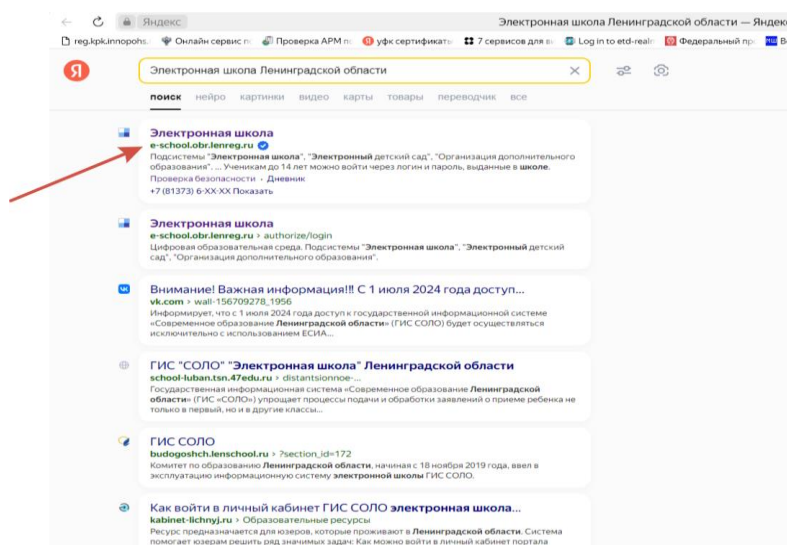 Яндекс
Электронная школа Ленинградской области — Яндек
reg.kpk.innopohs.
Онлайн сервис п
Проверка АРМ п
уфк сертификаты
7 сервисов для в
Log in to etd-realm
Федеральный пр
Я
Электронная школа Ленинградской области
поиск нейро картинки видео карты товары переводчик все
Электронная школа
e-school.obr.lenreg.ru
Подсистемы "Электронная школа", "Электронный детский сад", "Организация дополнительного
образования". ... Ученикам до 14 лет можно войти через логин и пароль, выданные в школе.
Проверка безопасности · Дневник
+7 (81373) 6-XX-XX Показать
Электронная школа
e-school.obr.lenreg.ru › authorize/login
Цифровая образовательная среда. Подсистемы "Электронная школа", "Электронный детский
сад", "Организация дополнительного образования".
Внимание! Важная информация!!! С 1 июля 2024 года доступ...
vk.com › wall-156709278_1956
Информирует, что с 1 июля 2024 года доступ к государственной информационной системе
«Современное образование Ленинградской области» (ГИС СОЛО) будет осуществляться
исключительно с использованием ЕСИА...
ГИС "СОЛО" "Электронная школа" Ленинградской области
school-luban.tsn.47edu.ru › distantsionnoe-...
Государственная информационная система «Современное образование Ленинградской
области» (ГИС «СОЛО») упрощает процессы подачи и обработки заявлений о приеме ребенка не
только в первый, но и в другие классы...
ГИС СОЛО
budogoshch.lenschool.ru › ?section_id=172
Комитет по образованию Ленинградской области, начиная с 18 ноября 2019 года, ввел в
эксплуатацию информационную систему электронной школы ГИС СОЛО.
Как войти в личный кабинет ГИС СОЛО электронная школа...
kabinet-lichnyj.ru › Образовательные ресурсы
Ресурс предназначается для юзеров, которые проживают в Ленинградской области. Система
помогает юзерам решить ряд значимых задач: Как можно войти в личный кабинет портала